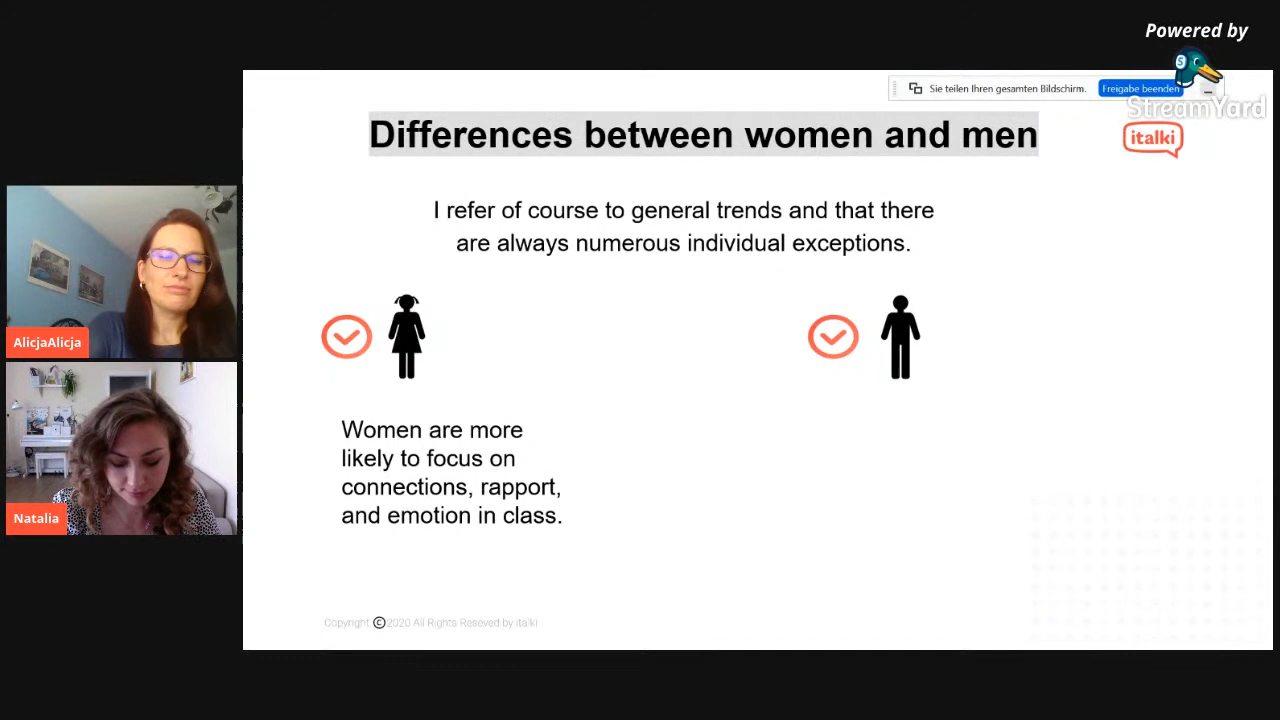 Powered by
S
StreamYard
Sie teilen Ihren gesamten Bildschirm.
Freigabe beenden
italki
Differences between women and men
I refer of course to general trends and that there
are always numerous individual exceptions.
AlicjaAlicja
Natalia
Women are more
likely to focus on
connections, rapport,
and emotion in class.
Copyright ©2020 All Rights Reseved by italki